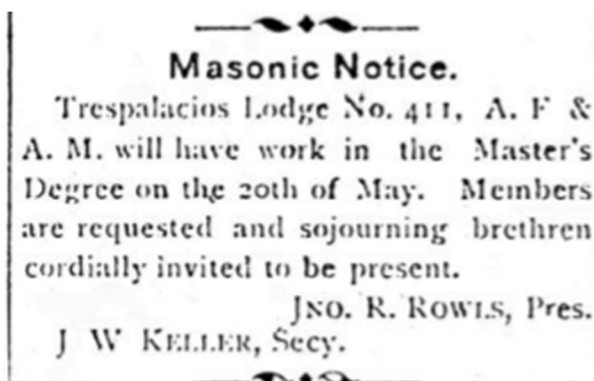 Masonic Notice.
Trespalacios Lodge No. 411, A. F &
A. M. will have work in the Master's
Degree on the 20th of May. Members
are requested and sojourning brethren
cordially invited to be present.
JNO. R. ROWLS, Pres.
J W KELLER, Secy.